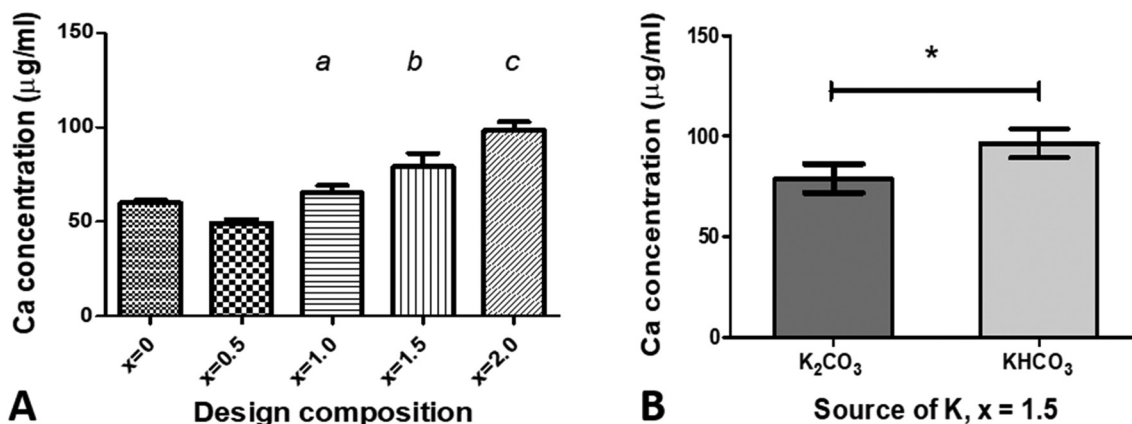 Ca concentration (µg/ml)
150
100
50
0
a
b
c
x=0
x=0.5
x=1.0
x=1.5
x=2.0
Design composition
A
Ca concentration (µg/ml)
150
100
50
0
*
K₂CO₃
KHCO₃
Source of K, x = 1.5
B